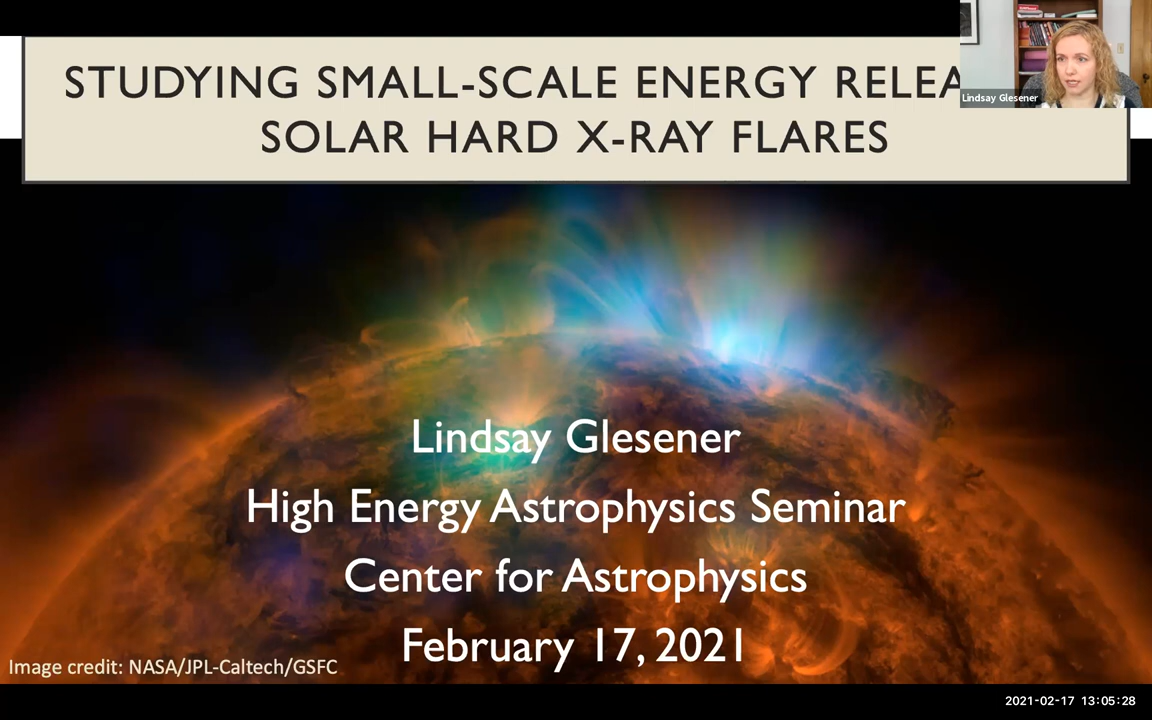 STUDYING SMALL-SCALE ENERGY RELEA
SOLAR HARD X-RAY FLARES
Lindsay Glesener
Lindsay Glesener
High Energy Astrophysics Seminar
Center for Astrophysics
February 17, 2021
Image credit: NASA/JPL-Caltech/GSFC
2021-02-17 13:05:28